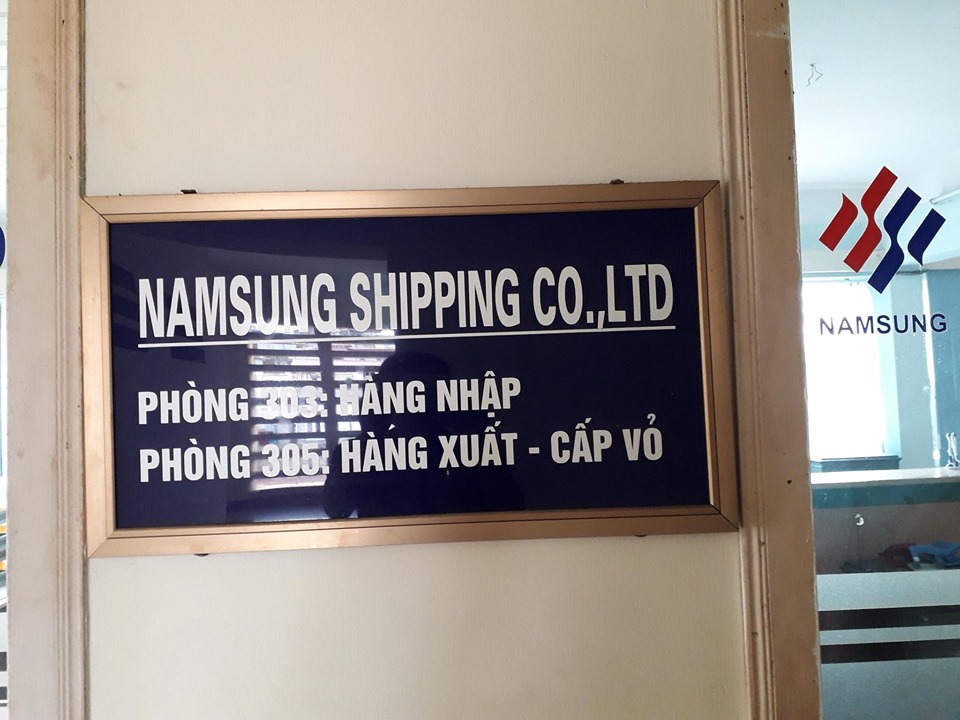 NAMSUNG SHIPPING CO.,LTD
PHÒNG 303: HÀNG NHẬP
PHÒNG 305: HÀNG XUẤT - CẤP VỎ
NAMSUNG